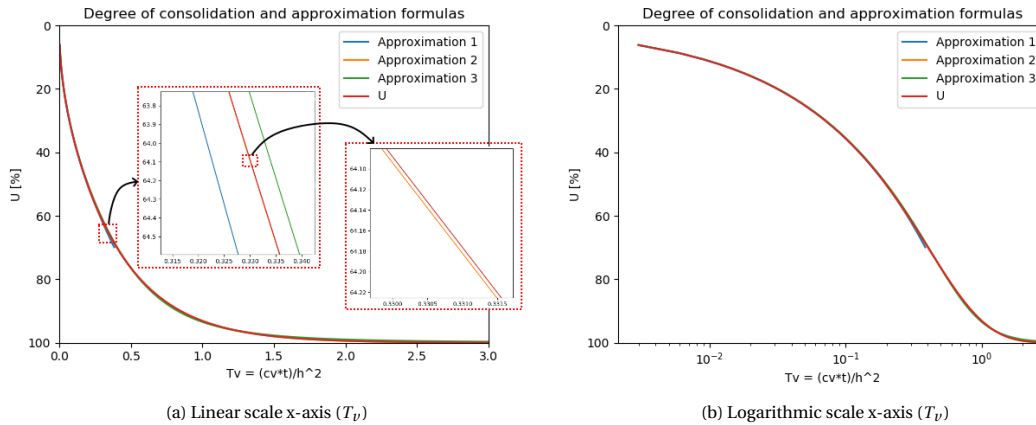 Degree of consolidation and approximation formulas
0
20
40
60
80
100
U [%]
Approximation 1
Approximation 2
Approximation 3
U
63.8
63.9
64.0
64.1
64.2
64.3
64.4
64.5
0.315 0.320 0.325 0.330 0.335 0.340
64.10
64.12
64.14
64.16
64.18
64.20
64.22
0.3300 0.3305 0.3310 0.3315
0.0 0.5 1.0 1.5 2.0 2.5 3.0
Tv = (cv*t)/h^2
(a) Linear scale x-axis (Tv)
Degree of consolidation and approximation formulas
0
20
40
60
80
100
U [%]
Approximation 1
Approximation 2
Approximation 3
U
10⁻² 10⁻¹ 10⁰
Tv = (cv*t)/h^2
(b) Logarithmic scale x-axis (Tv)